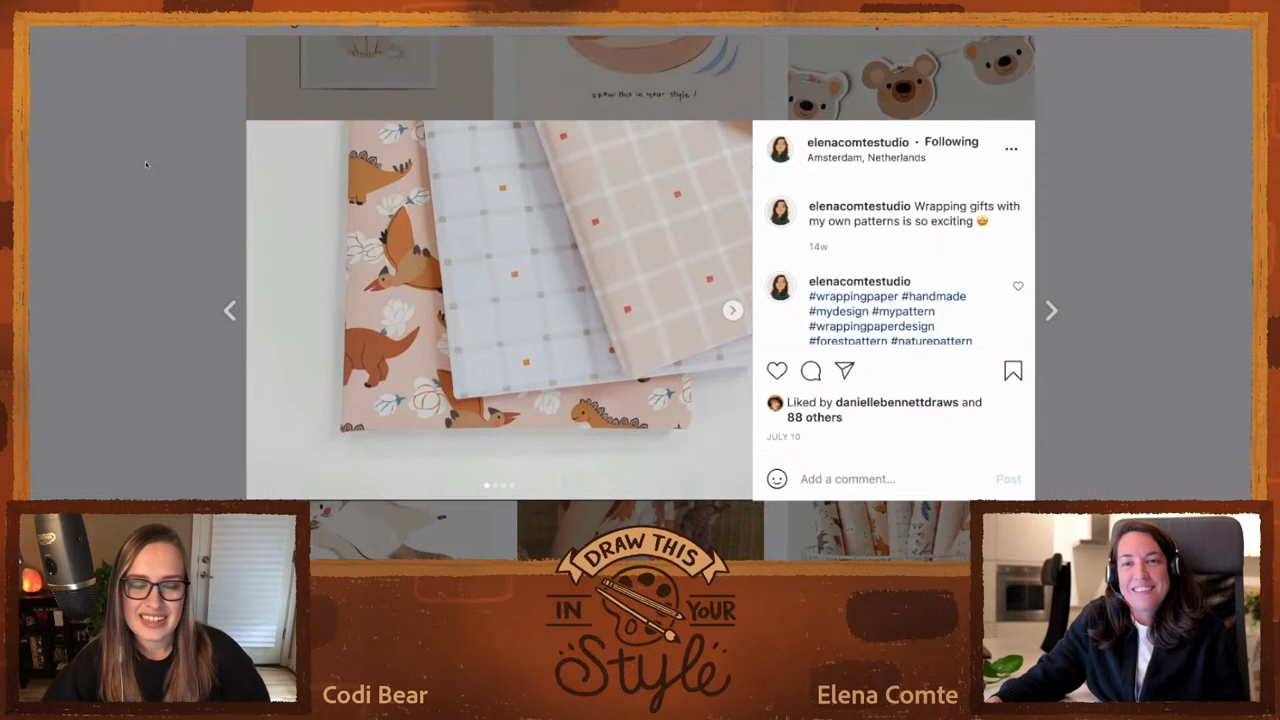 draw this in your style!
elenacomtestudio • Following
Amsterdam, Netherlands
elenacomtestudio Wrapping gifts with
my own patterns is so exciting 🤩
14w
elenacomtestudio
#wrappingpaper #handmade
#mydesign #mypattern
#wrappingpaperdesign
#forestpattern #naturepattern
Liked by daniellebennettdraws and
88 others
JULY 10
Add a comment...
Post
DRAW THIS
IN YOUR
Style
Codi Bear
Elena Comte